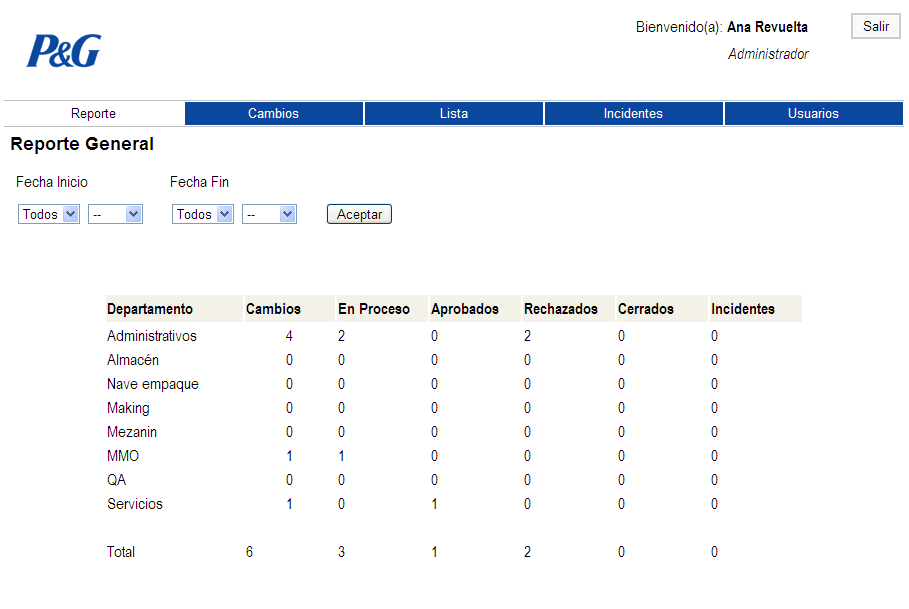 P&G
Bienvenido(a): Ana Revuelta
Salir
Administrador
Reporte Cambios Lista Incidentes Usuarios
Reporte General
Fecha Inicio Fecha Fin
Todos -- Todos -- Aceptar
Departamento Cambios En Proceso Aprobados Rechazados Cerrados Incidentes
Administrativos 4 2 0 2 0 0
Almacén 0 0 0 0 0 0
Nave empaque 0 0 0 0 0 0
Making 0 0 0 0 0 0
Mezanin 0 0 0 0 0 0
MMO 1 1 0 0 0 0
QA 0 0 0 0 0 0
Servicios 1 0 1 0 0 0
Total 6 3 1 2 0 0